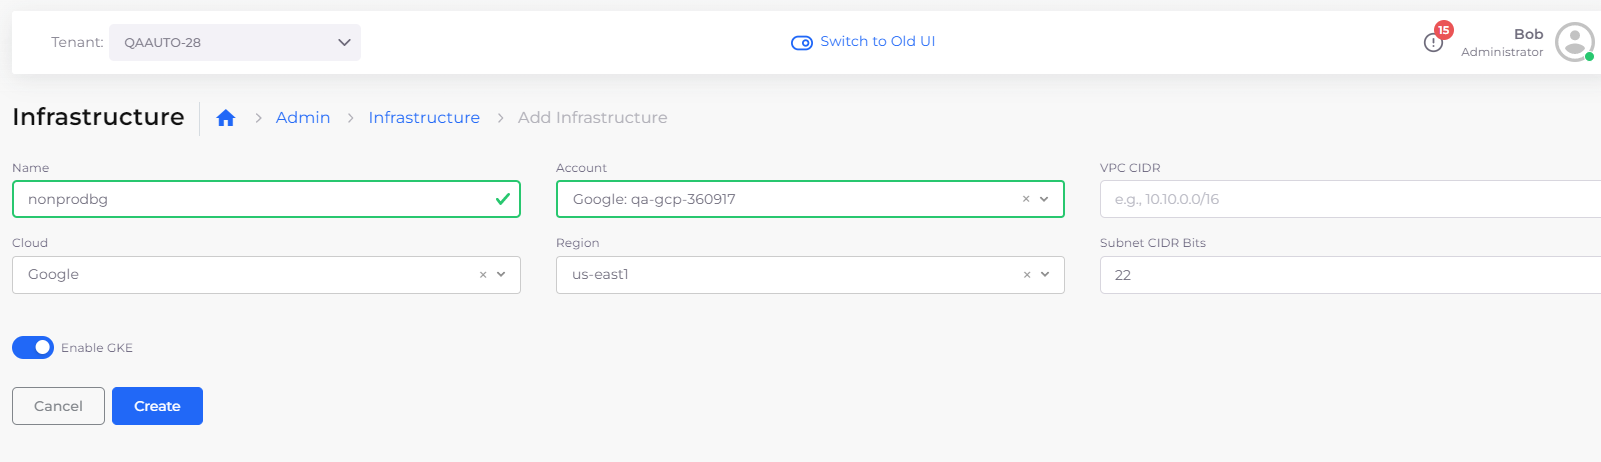 Tenant: QAAUTO-28 Switch to Old UI 15 Bob
Administrator
Infrastructure Admin Infrastructure Add Infrastructure
Name Account VPC CIDR
nonprodbg Google: qa-gcp-360917 e.g., 10.10.0.0/16
Cloud Region Subnet CIDR Bits
Google us-east1 22
Enable GKE
Cancel Create